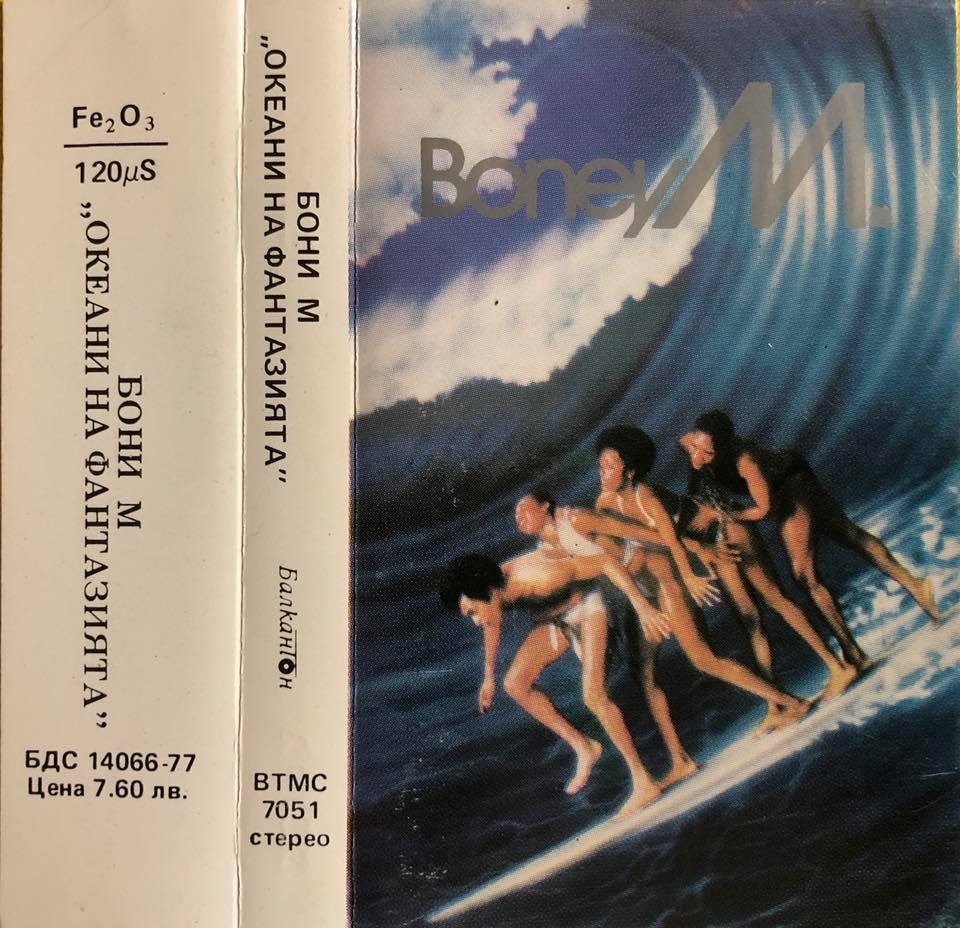 Fe₂O₃
120µS
БОНИ М
„ОКЕАНИ НА ФАНТАЗИЯТА”
БДС 14066-77
Цена 7.60 лв.
БОНИ М
„ОКЕАНИ НА ФАНТАЗИЯТА"
Балкантон
ВТМС
7051
стерео
Boney M.